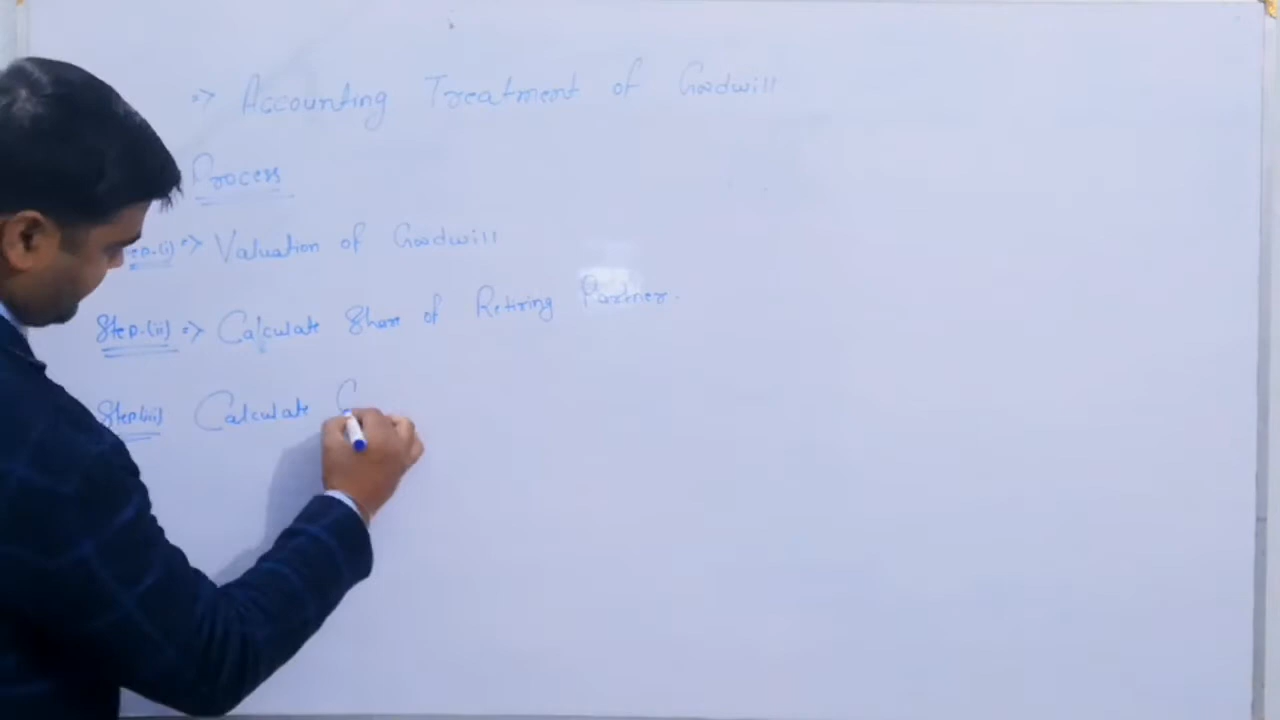 => Accounting Treatment of Goodwill
Process
Step.(i) => Valuation of Goodwill
Step.(ii) => Calculate Share of Retiring Partner.
Step(iii) Calculate G